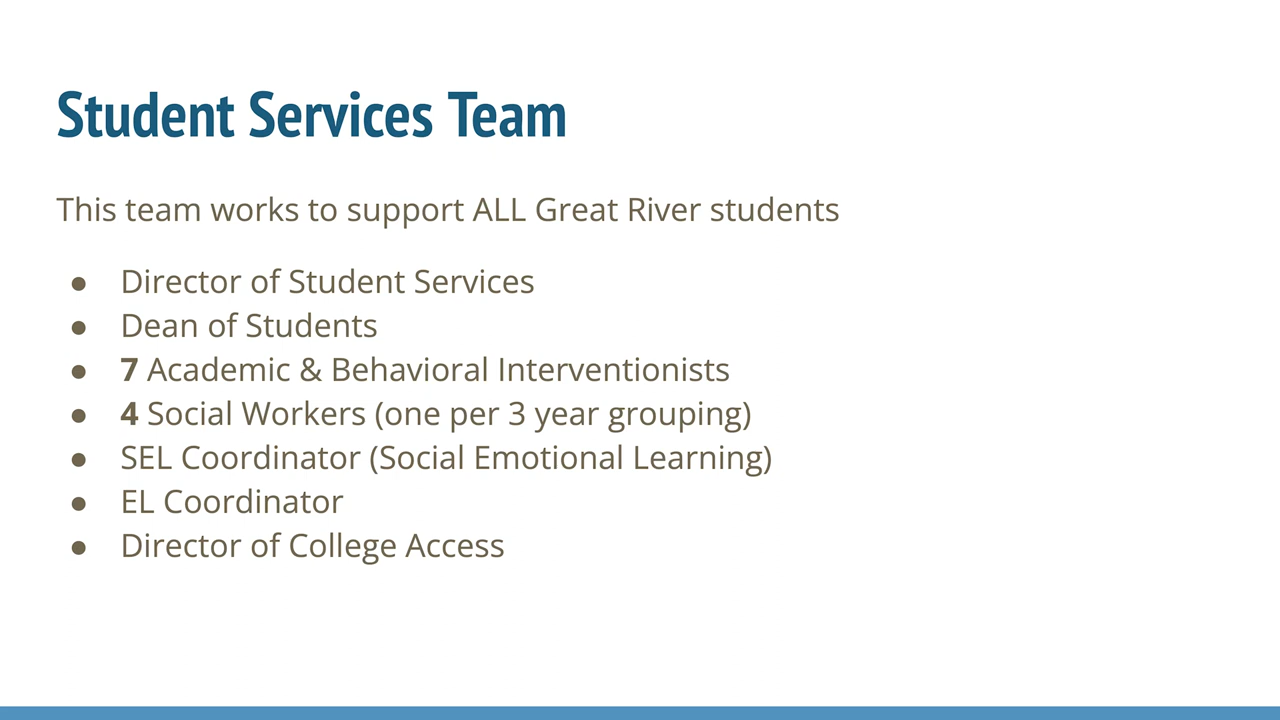 Student Services Team
This team works to support ALL Great River students
● Director of Student Services
● Dean of Students
● 7 Academic & Behavioral Interventionists
● 4 Social Workers (one per 3 year grouping)
● SEL Coordinator (Social Emotional Learning)
● EL Coordinator
● Director of College Access